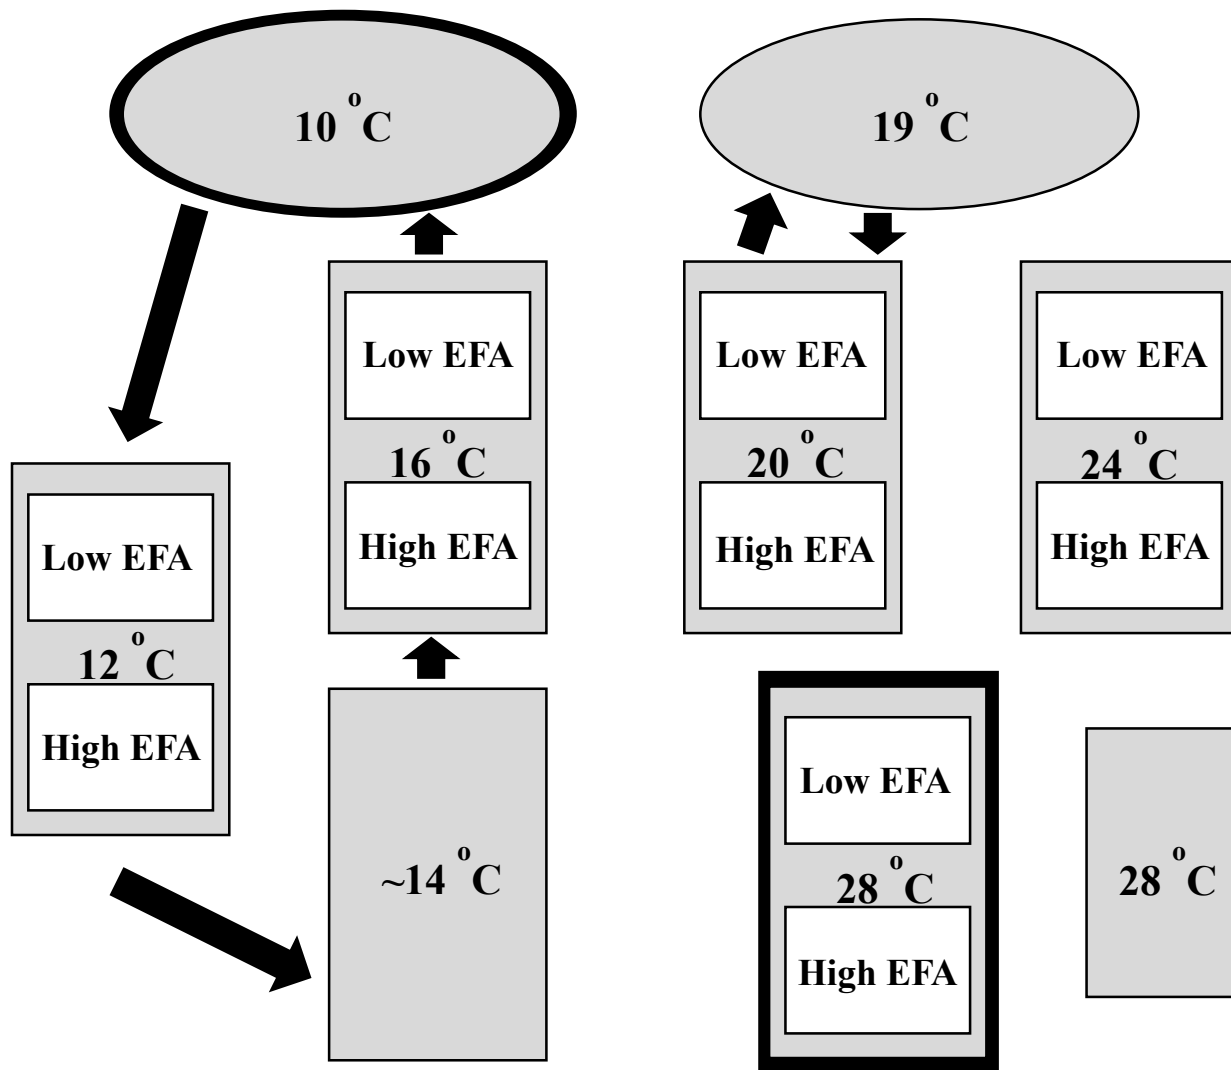 10 °C
19 °C
Low EFA
16 °C
High EFA
Low EFA
20 °C
High EFA
Low EFA
24 °C
High EFA
Low EFA
12 °C
High EFA
~14 °C
Low EFA
28 °C
High EFA
28 °C